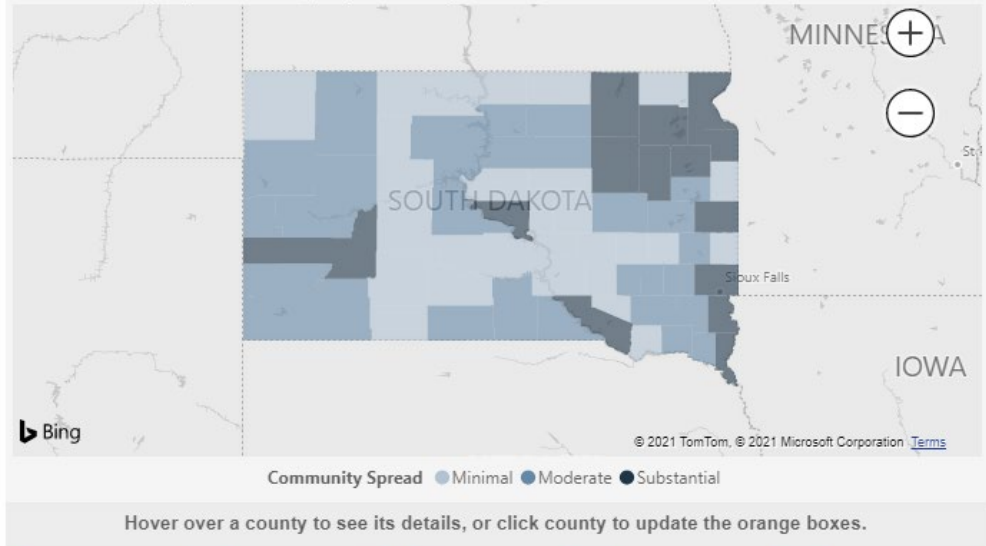 MINNES A
SOUTH DAKOTA
Sioux Falls
IOWA
Bing
© 2021 TomTom, © 2021 Microsoft Corporation Terms
Community Spread Minimal Moderate Substantial
Hover over a county to see its details, or click county to update the orange boxes.